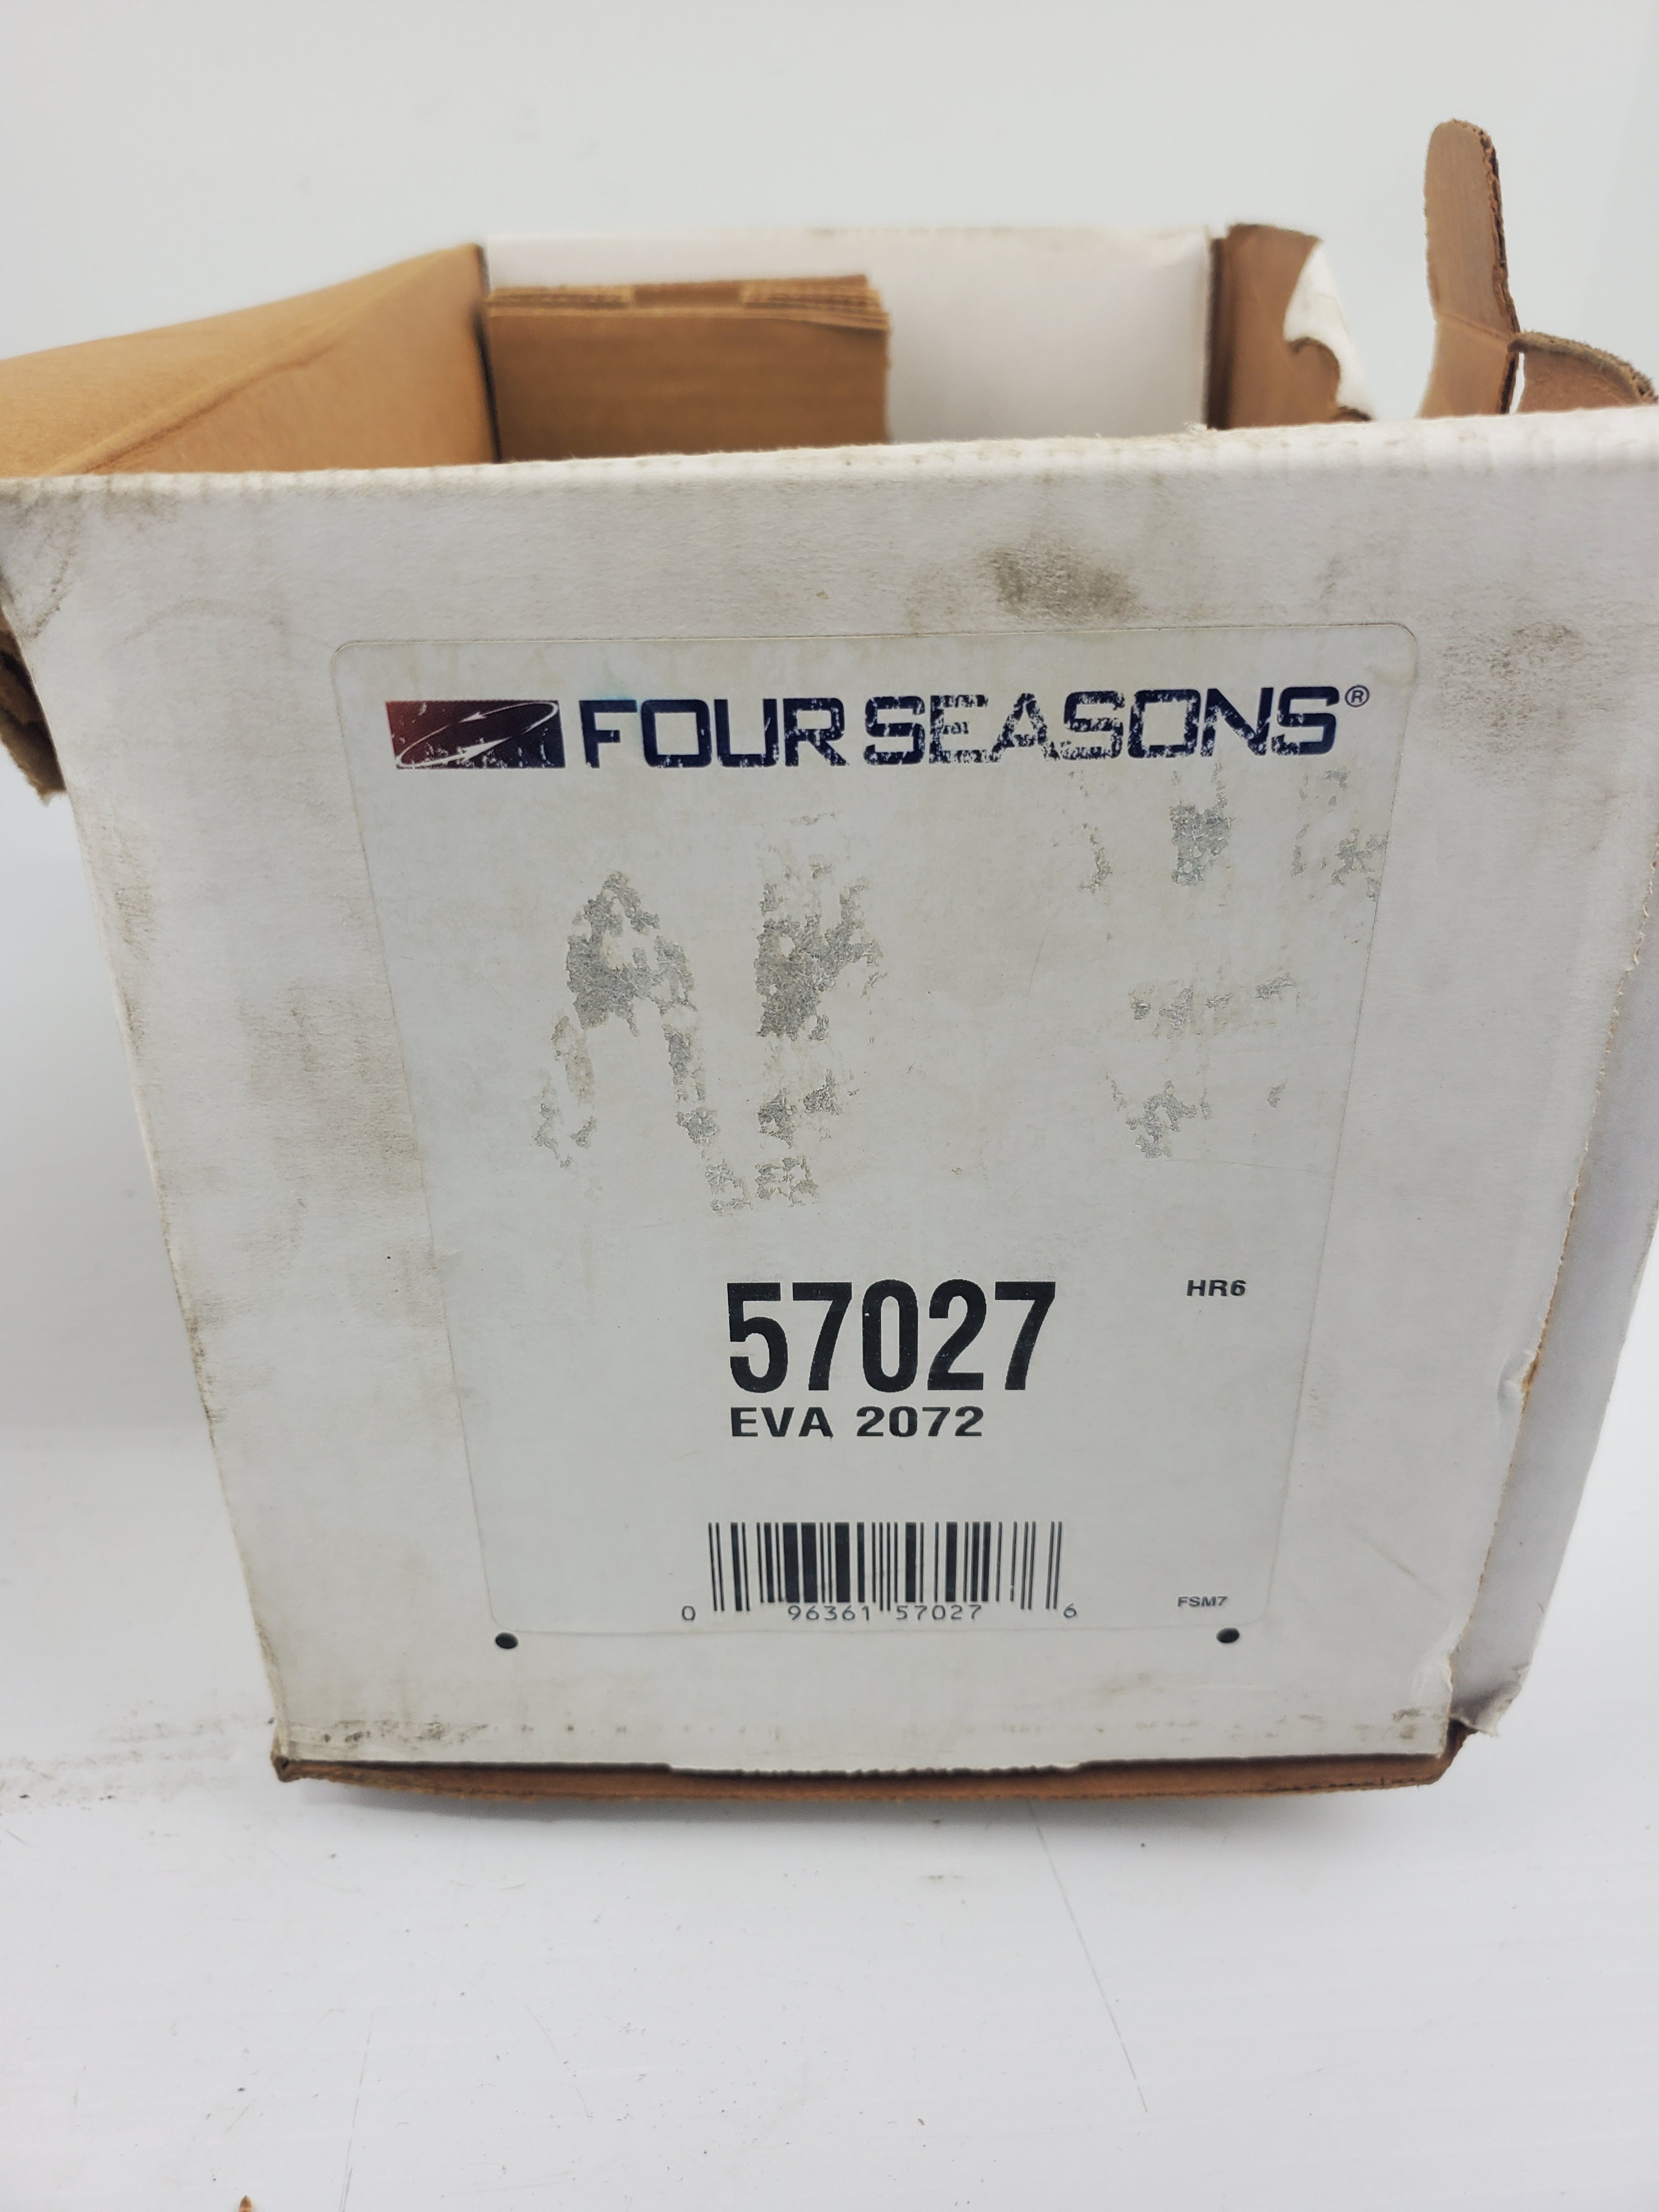 FOUR SEASONS®
57027
HR6
EVA 2072
0 96361 57027 6
FSM7